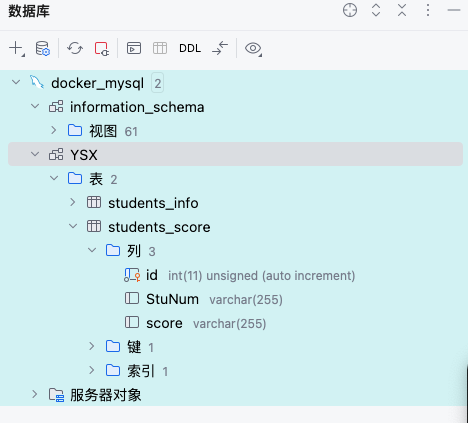 数据库
DDL
docker_mysql 2
information_schema
视图 61
YSX
表 2
students_info
students_score
列 3
id int(11) unsigned (auto increment)
StuNum varchar(255)
score varchar(255)
键 1
索引 1
服务器对象